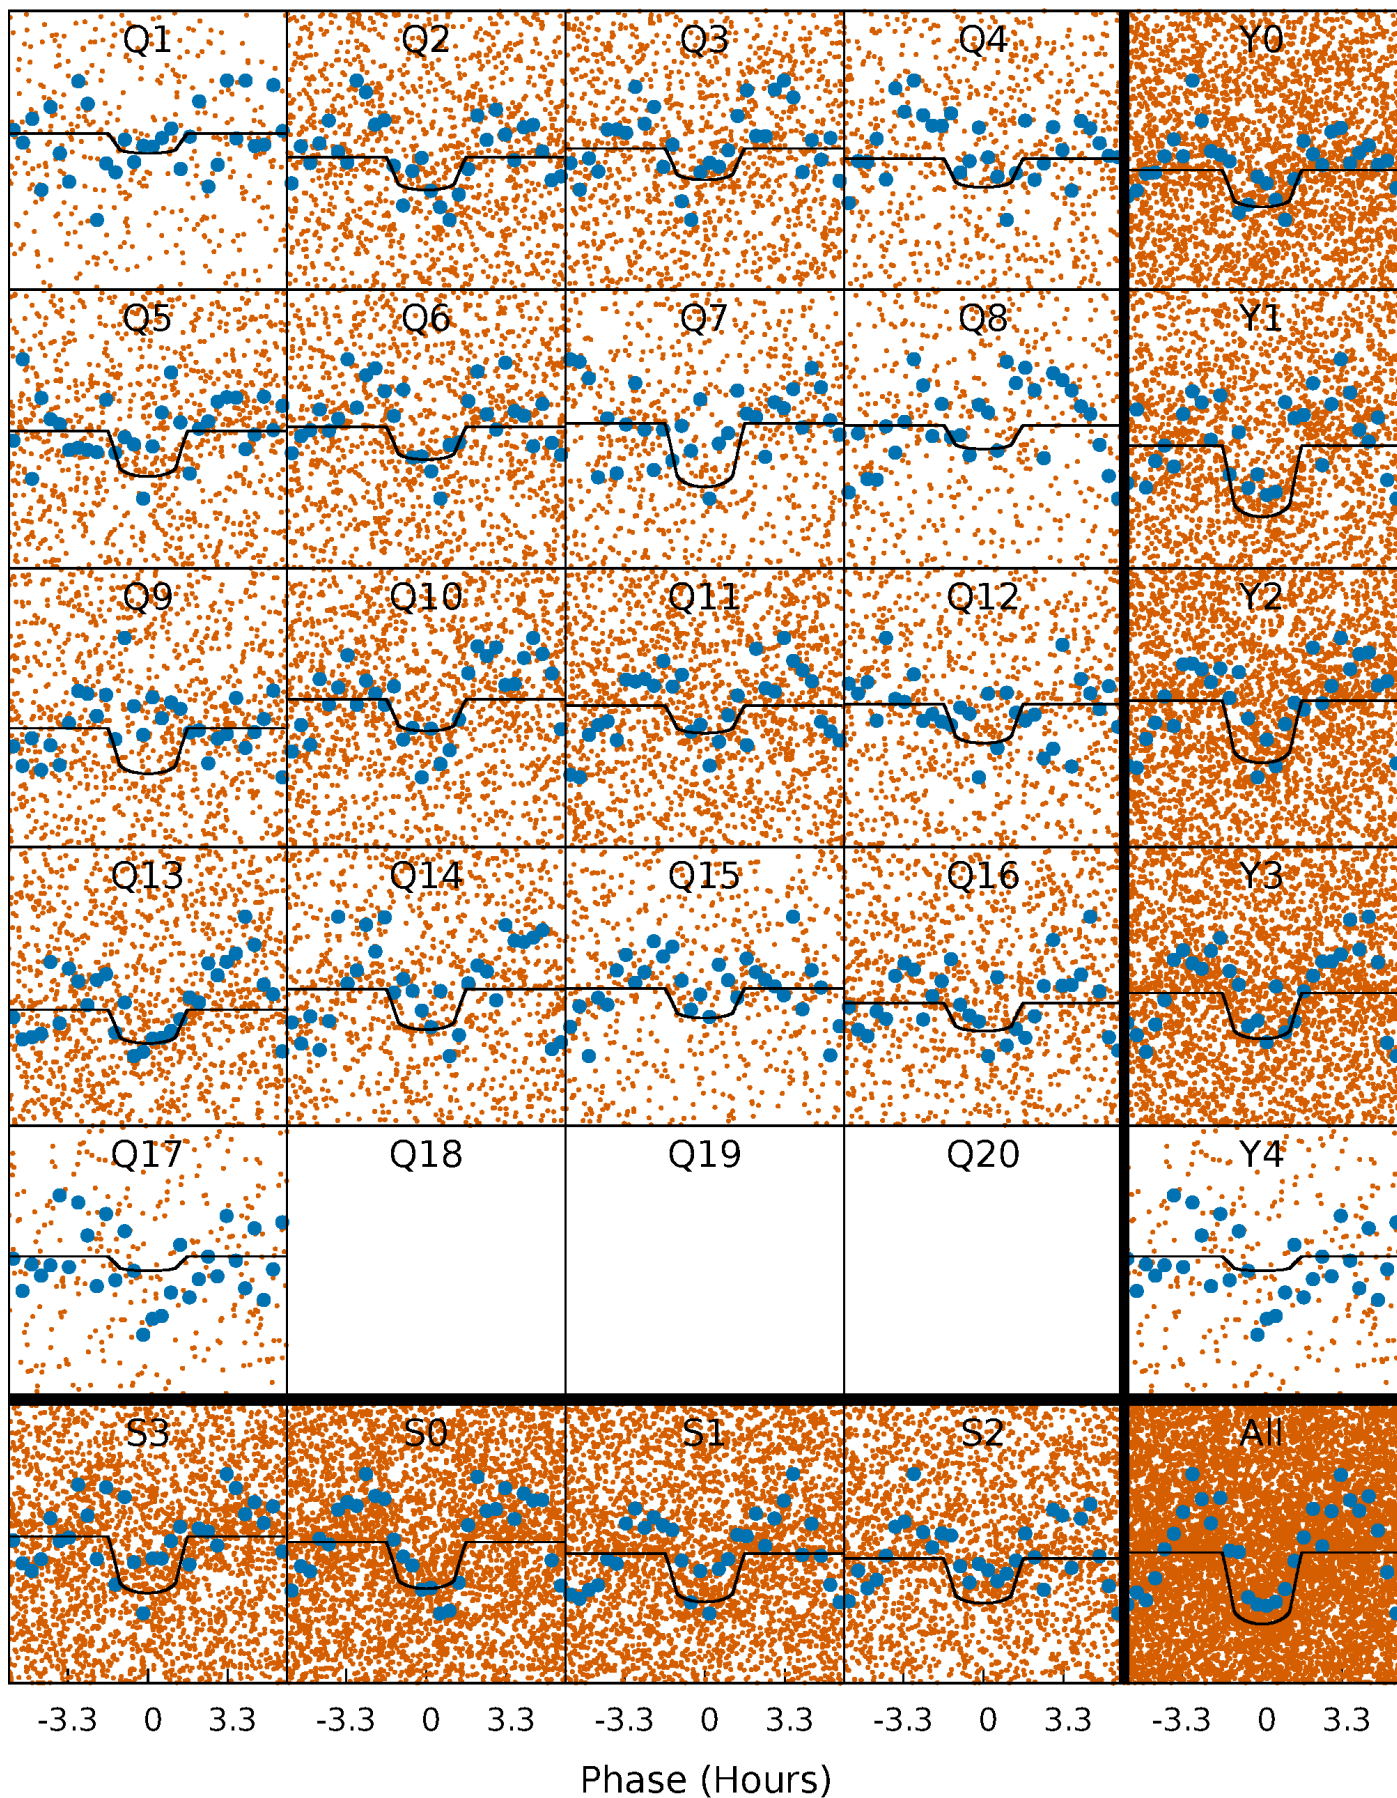 Q1 Q2 Q3 Q4 Y0
Q5 Q6 Q7 Q8 Y1
Q9 Q10 Q11 Q12 Y2
Q13 Q14 Q15 Q16 Y3
Q17 Q18 Q19 Q20 Y4
S3 S0 S1 S2 All
-3.3 0 3.3 -3.3 0 3.3 -3.3 0 3.3 -3.3 0 3.3 -3.3 0 3.3
Phase (Hours)